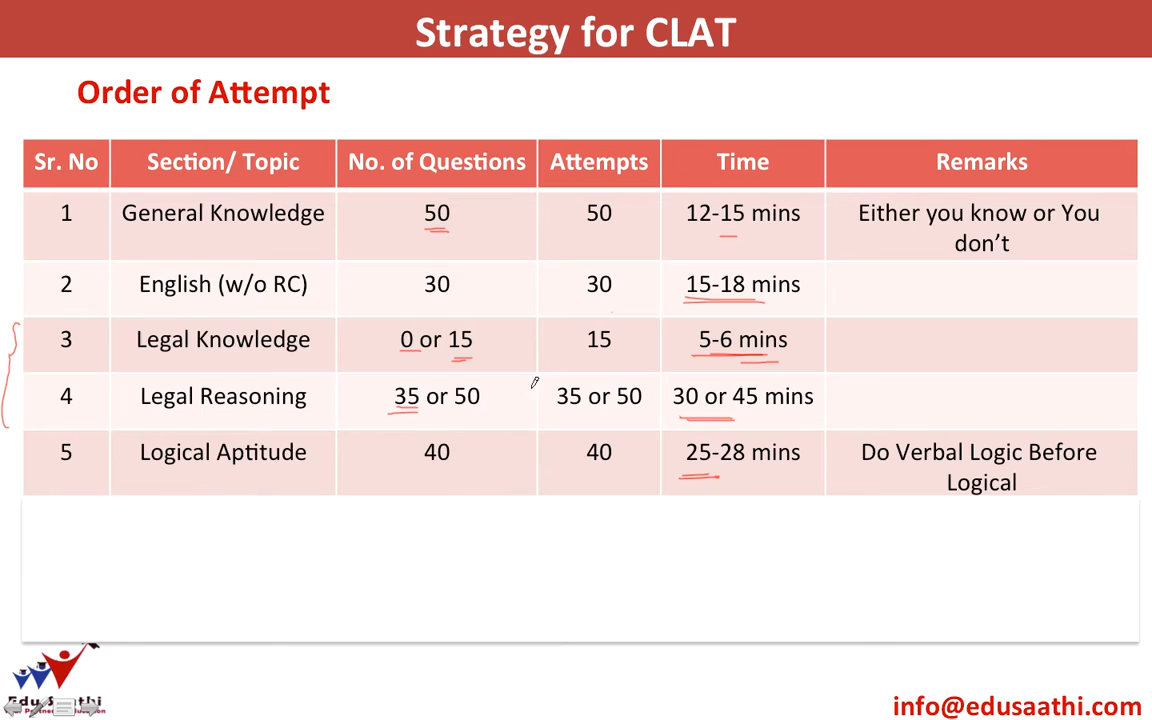 Strategy for CLAT
Order of Attempt
Sr. No Section/ Topic No. of Questions Attempts Time Remarks
1 General Knowledge 50 50 12-15 mins Either you know or You
don't
2 English (w/o RC) 30 30 15-18 mins
3 Legal Knowledge 0 or 15 15 5-6 mins
4 Legal Reasoning 35 or 50 35 or 50 30 or 45 mins
5 Logical Aptitude 40 40 25-28 mins Do Verbal Logic Before
Logical
info@edusaathi.com